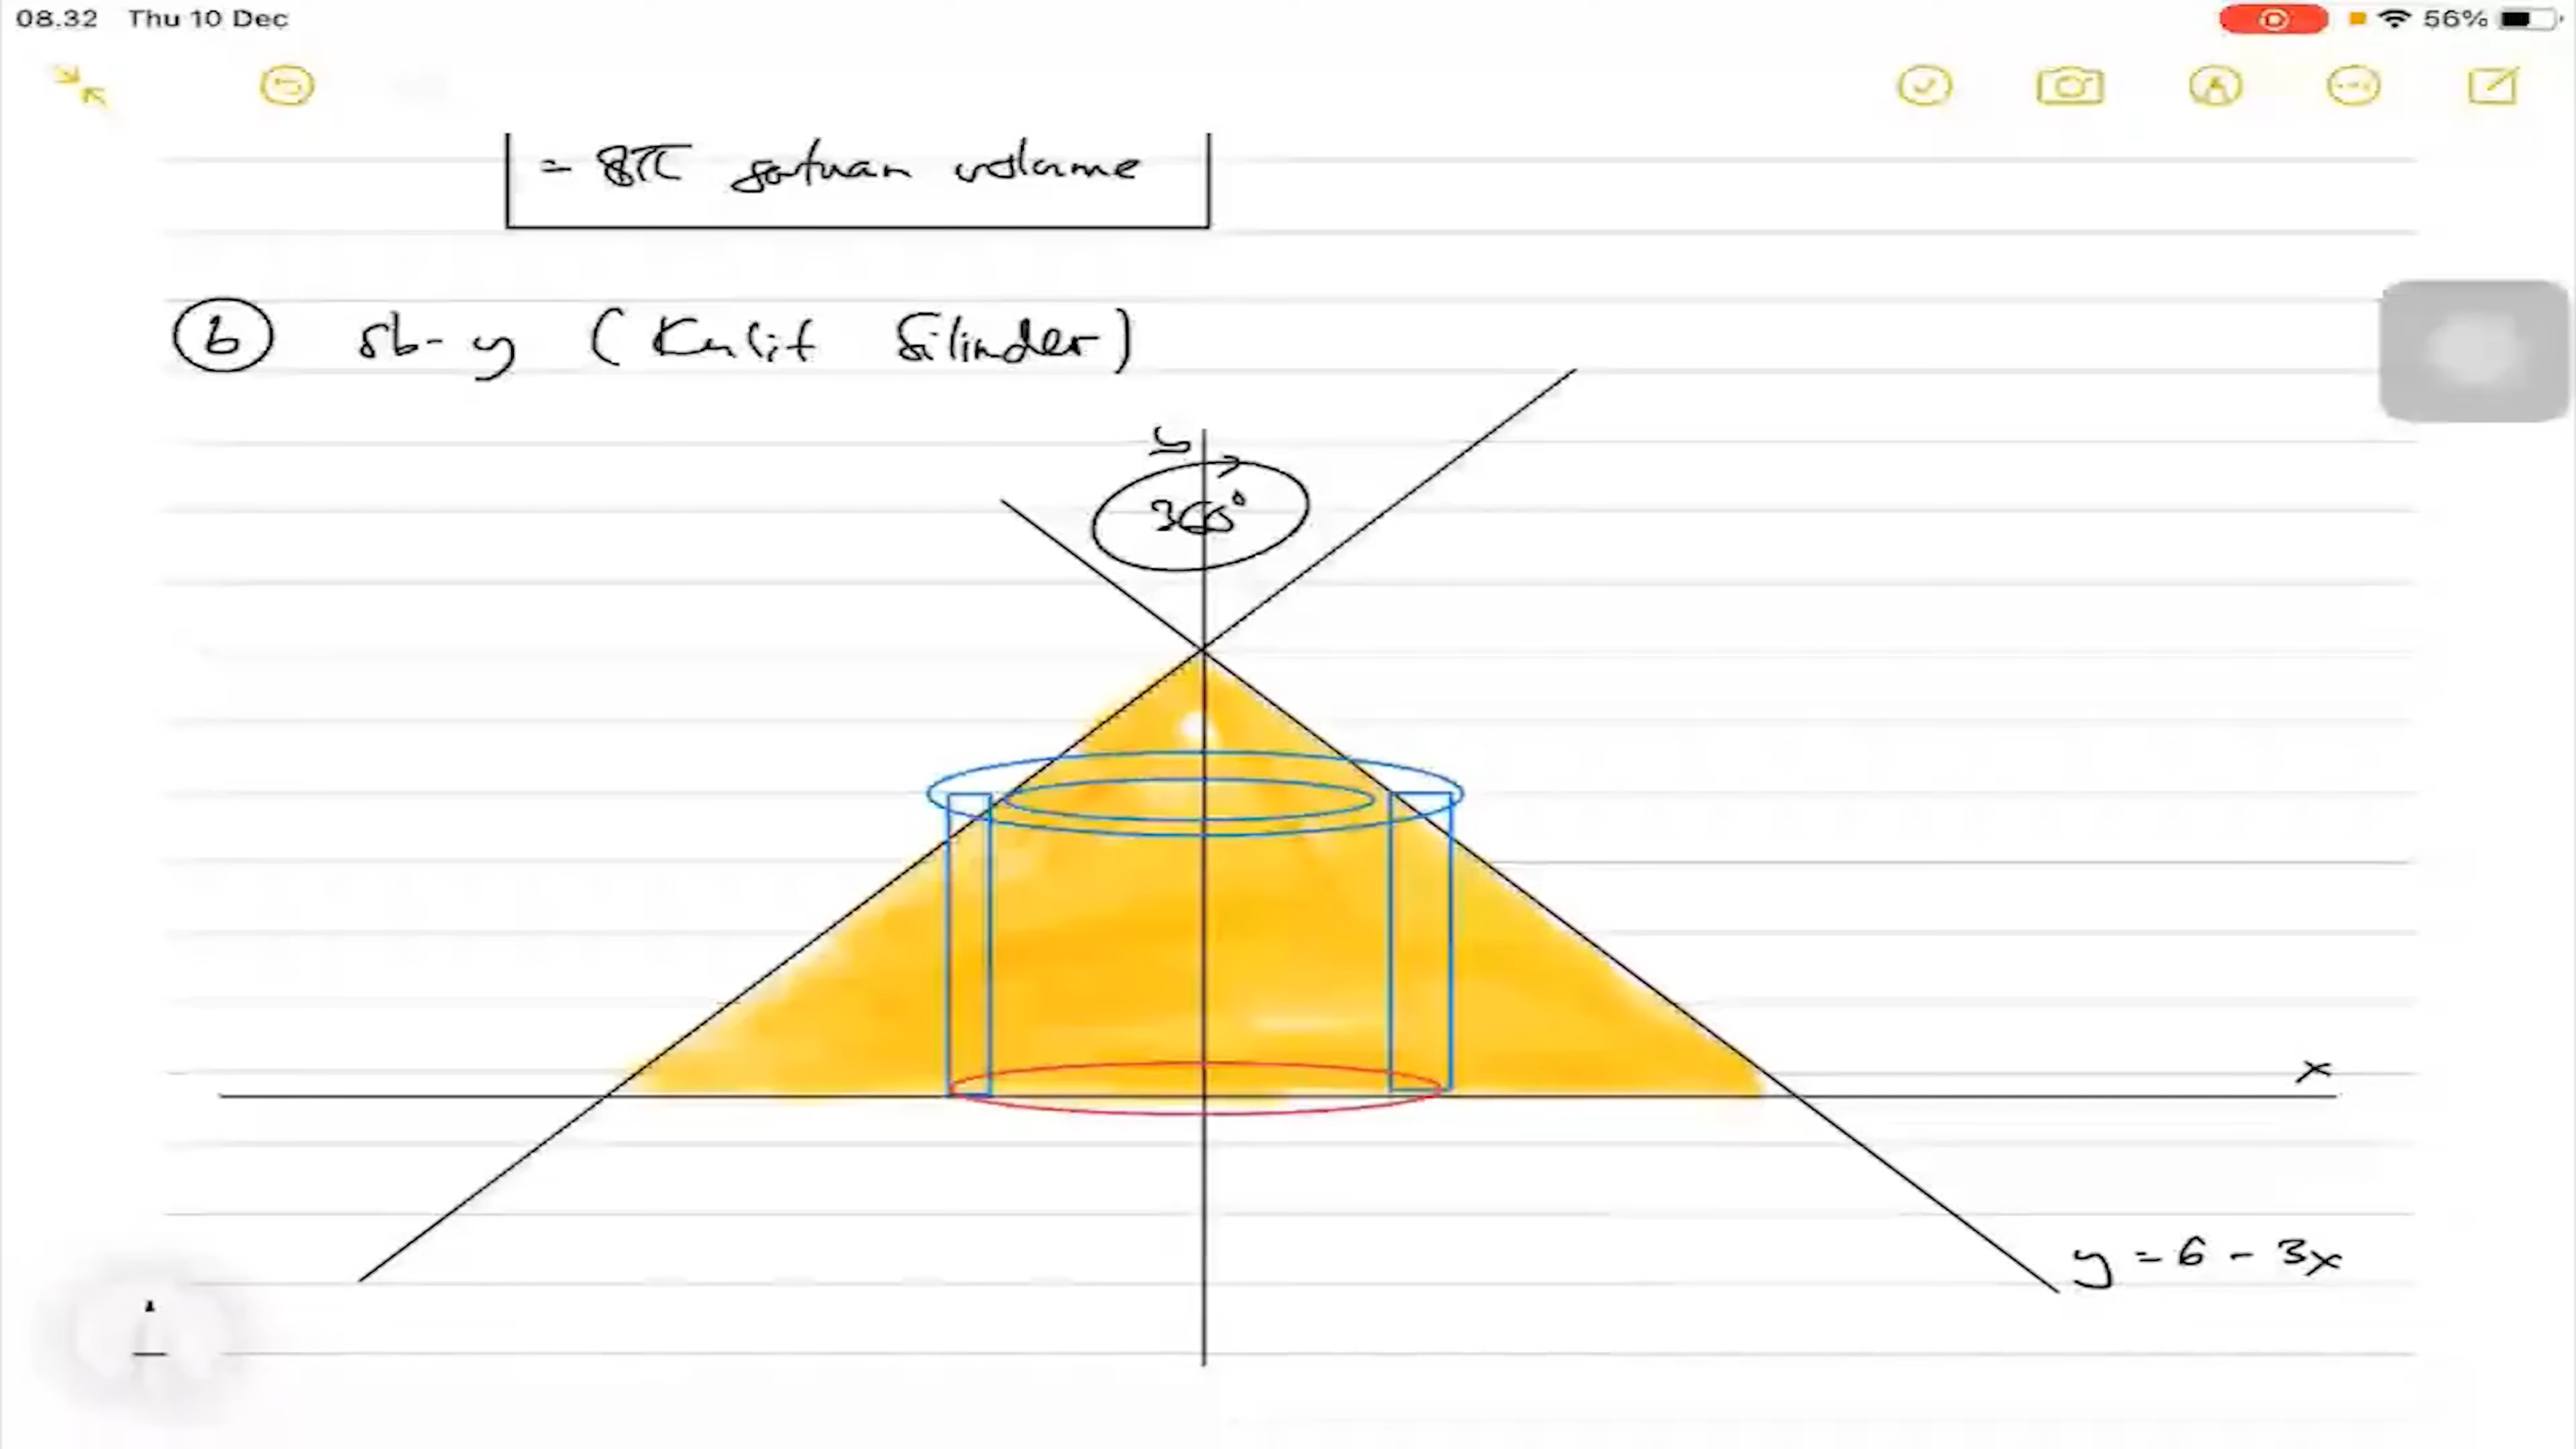 08.32 Thu 10 Dec 56%
= 8π satuan volume
b sb-y (Kulit Silinder)
y
360°
x
y = 6 - 3x